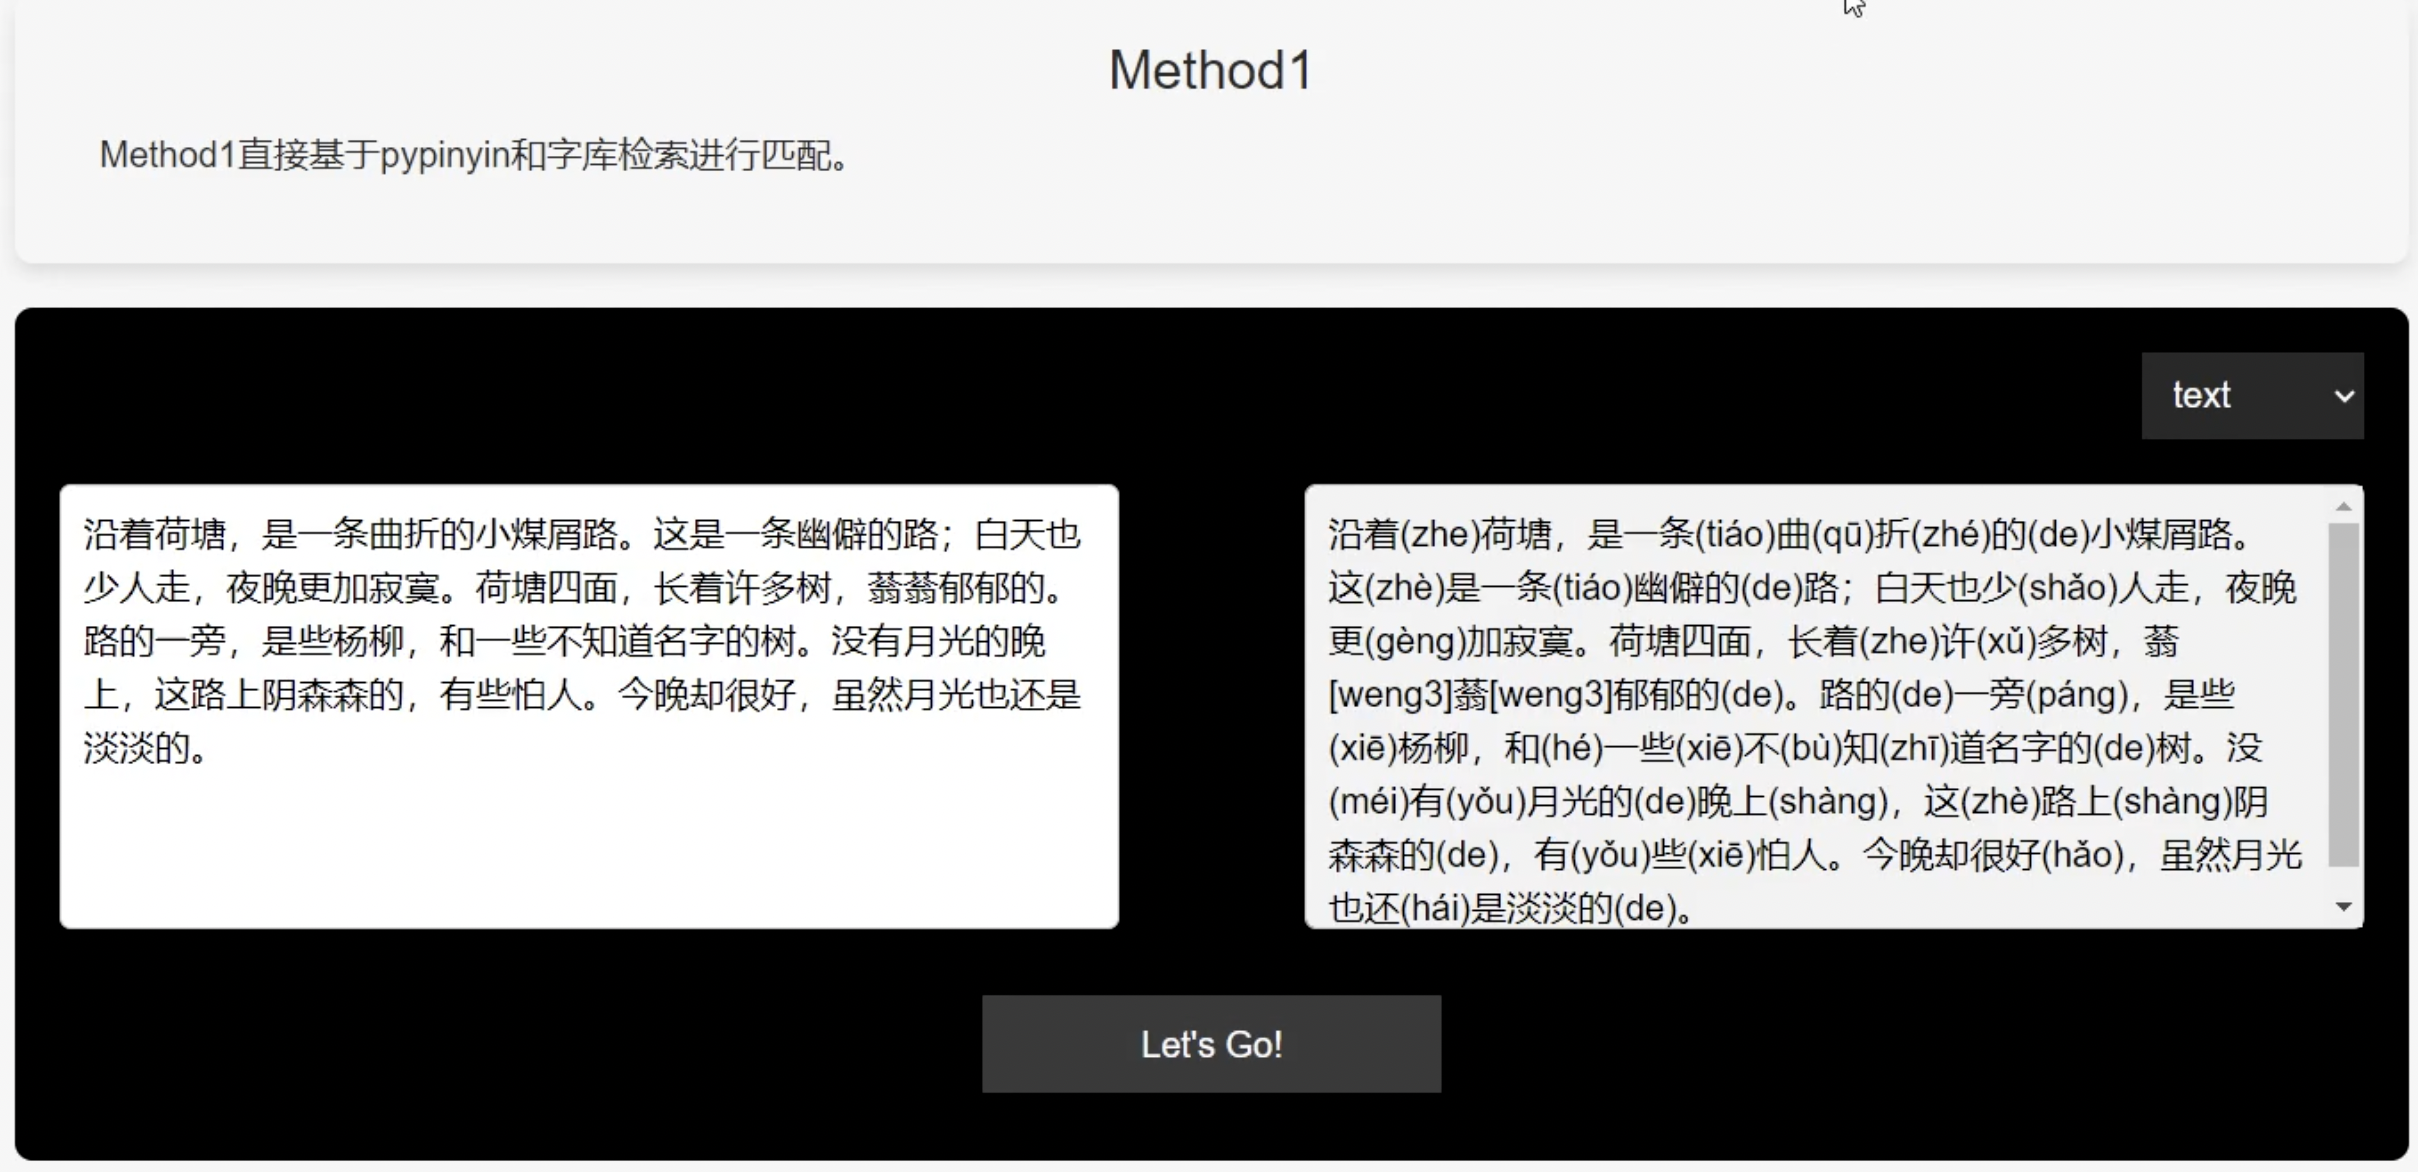 Method1
Method1直接基于pypinyin和字库检索进行匹配。
text
沿着荷塘，是一条曲折的小煤屑路。这是一条幽僻的路；白天也
少人走，夜晚更加寂寞。荷塘四面，长着许多树，蓊蓊郁郁的。
路的一旁，是些杨柳，和一些不知道名字的树。没有月光的晚
上，这路上阴森森的，有些怕人。今晚却很好，虽然月光也还是
淡淡的。
沿着(zhe)荷塘，是一条(tiáo)曲(qū)折(zhé)的(de)小煤屑路。
这(zhè)是一条(tiáo)幽僻的(de)路；白天也少(shǎo)人走，夜晚
更(gèng)加寂寞。荷塘四面，长着(zhe)许(xǔ)多树，蓊
[weng3]蓊[weng3]郁郁的(de)。路的(de)一旁(páng)，是些
(xiē)杨柳，和(hé)一些(xiē)不(bù)知(zhī)道名字的(de)树。没
(méi)有(yǒu)月光的(de)晚上(shàng)，这(zhè)路上(shàng)阴
森森的(de)，有(yǒu)些(xiē)怕人。今晚却很好(hǎo)，虽然月光
也还(hái)是淡淡的(de)。
Let's Go!